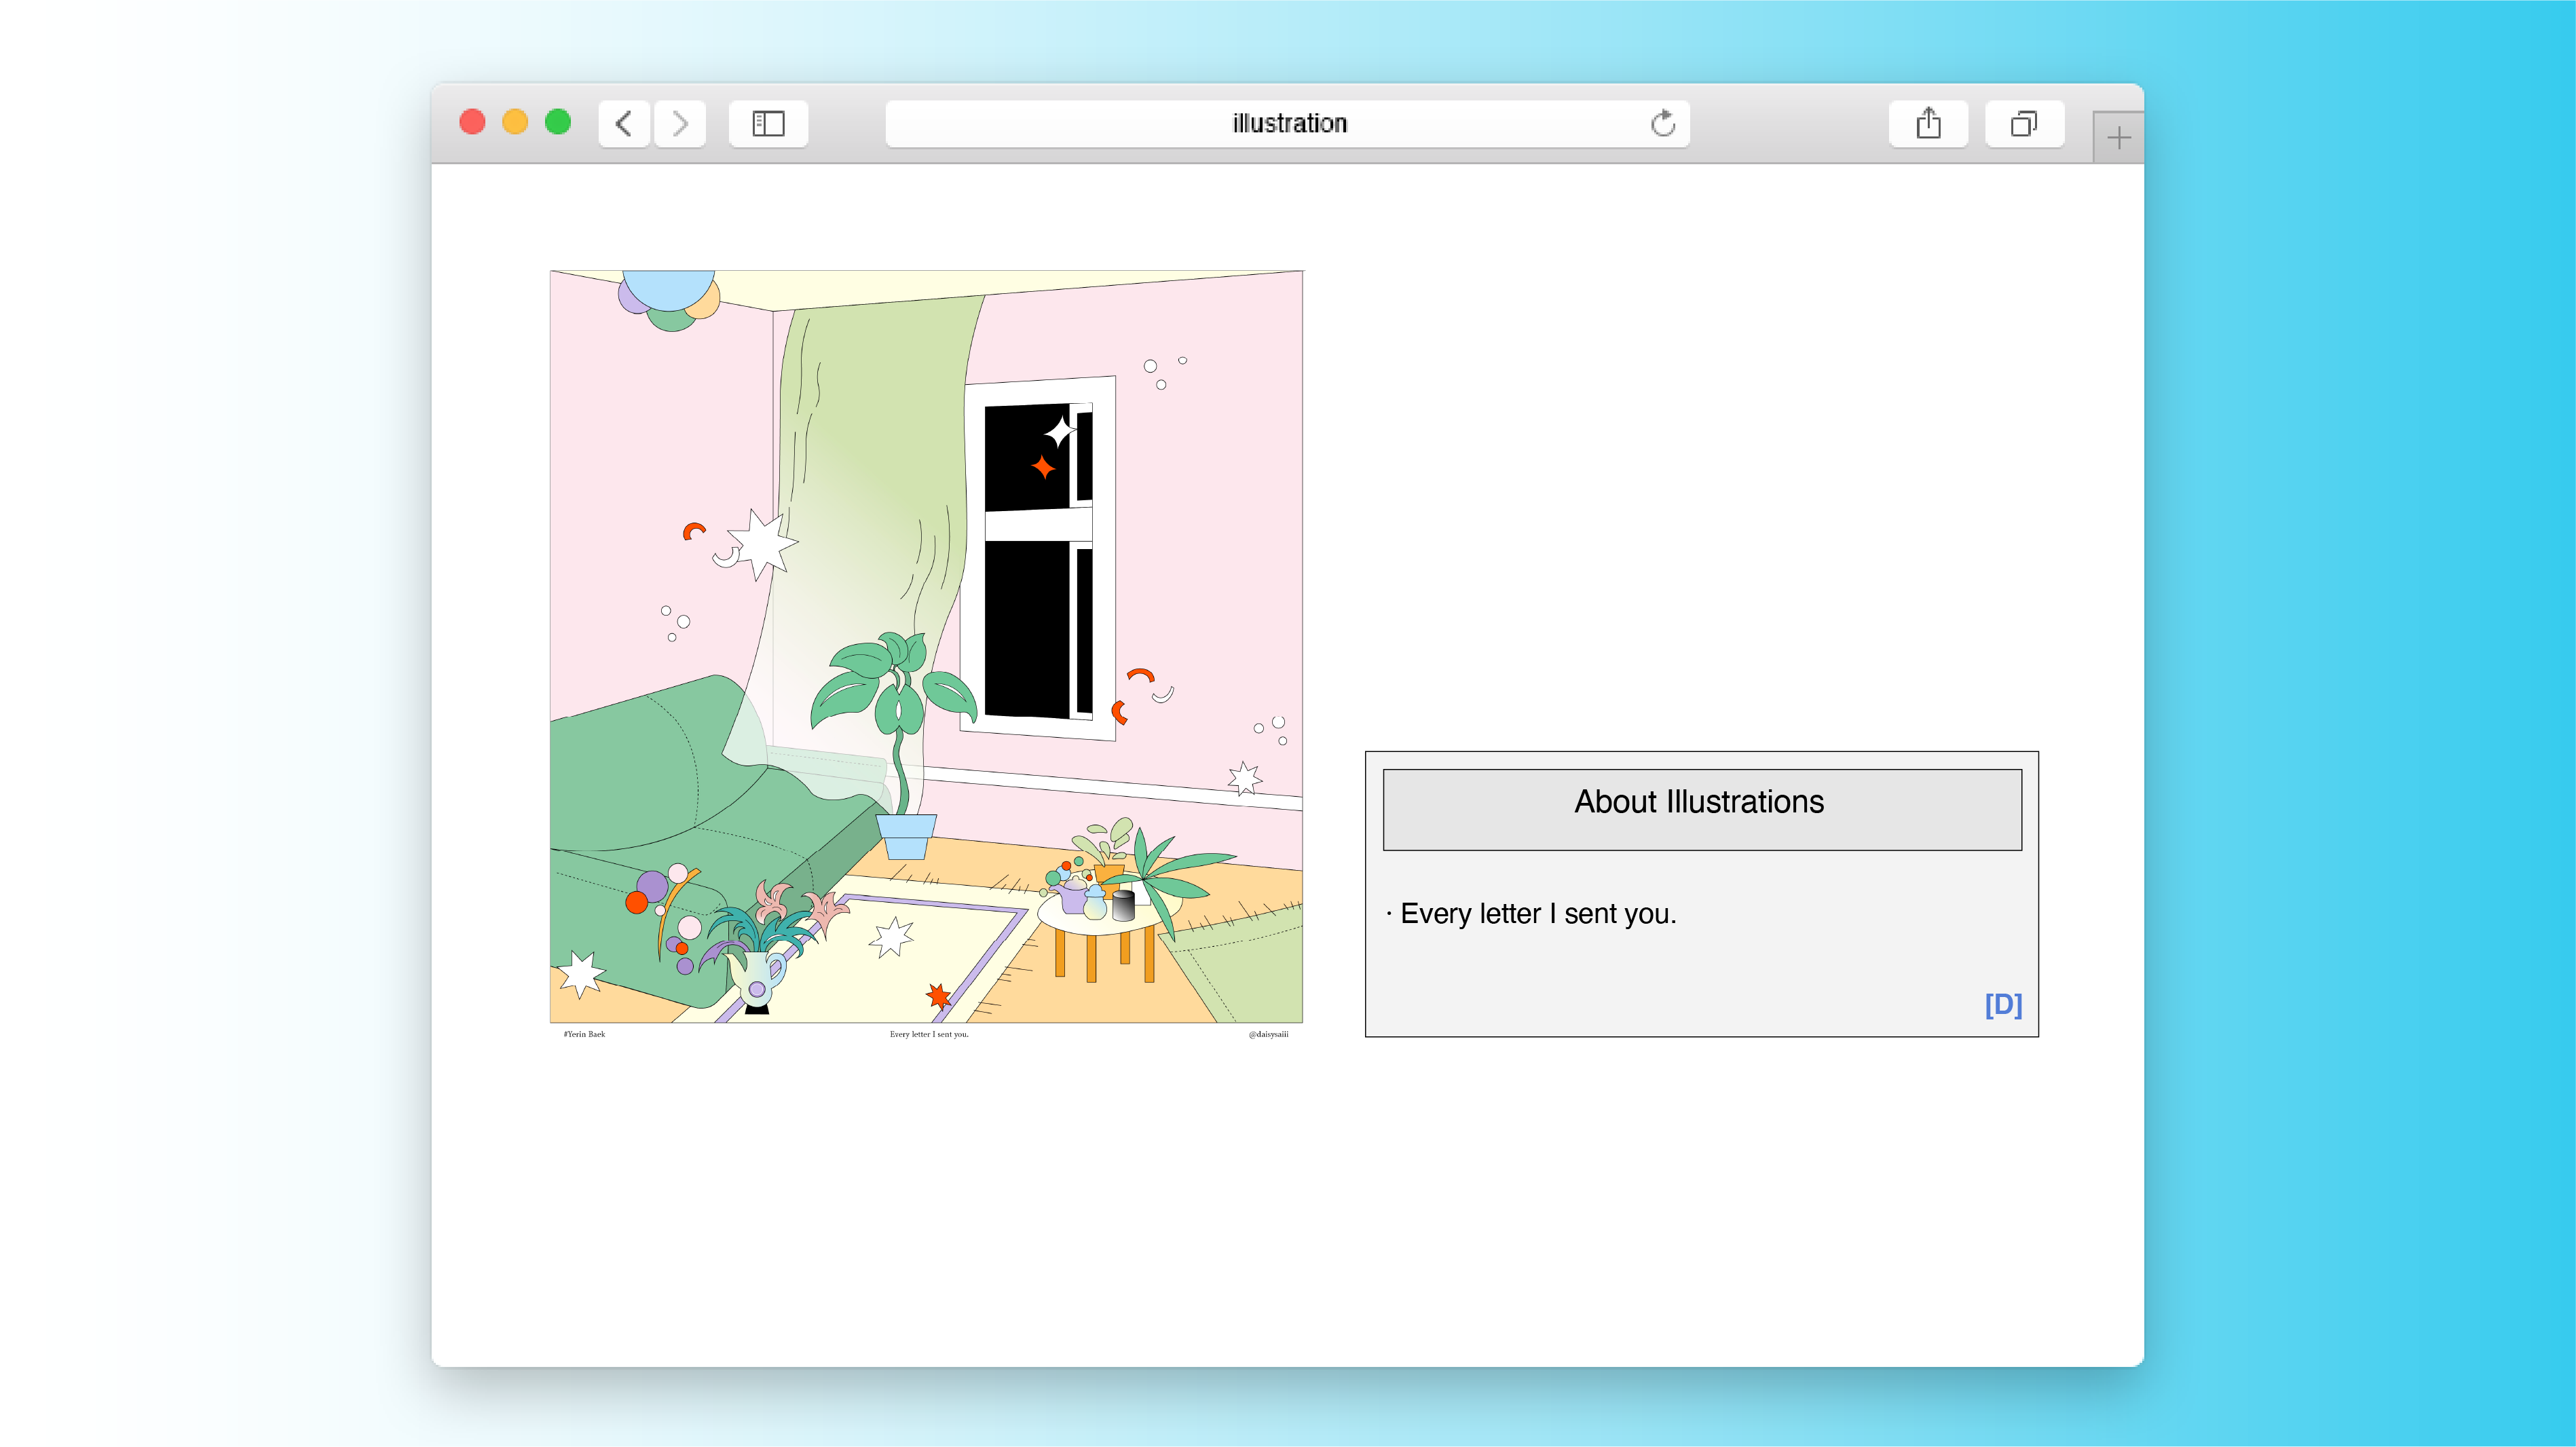 illustration
#Yerin Baek
Every letter I sent you.
@daisysaiii
About Illustrations
· Every letter I sent you.
[D]